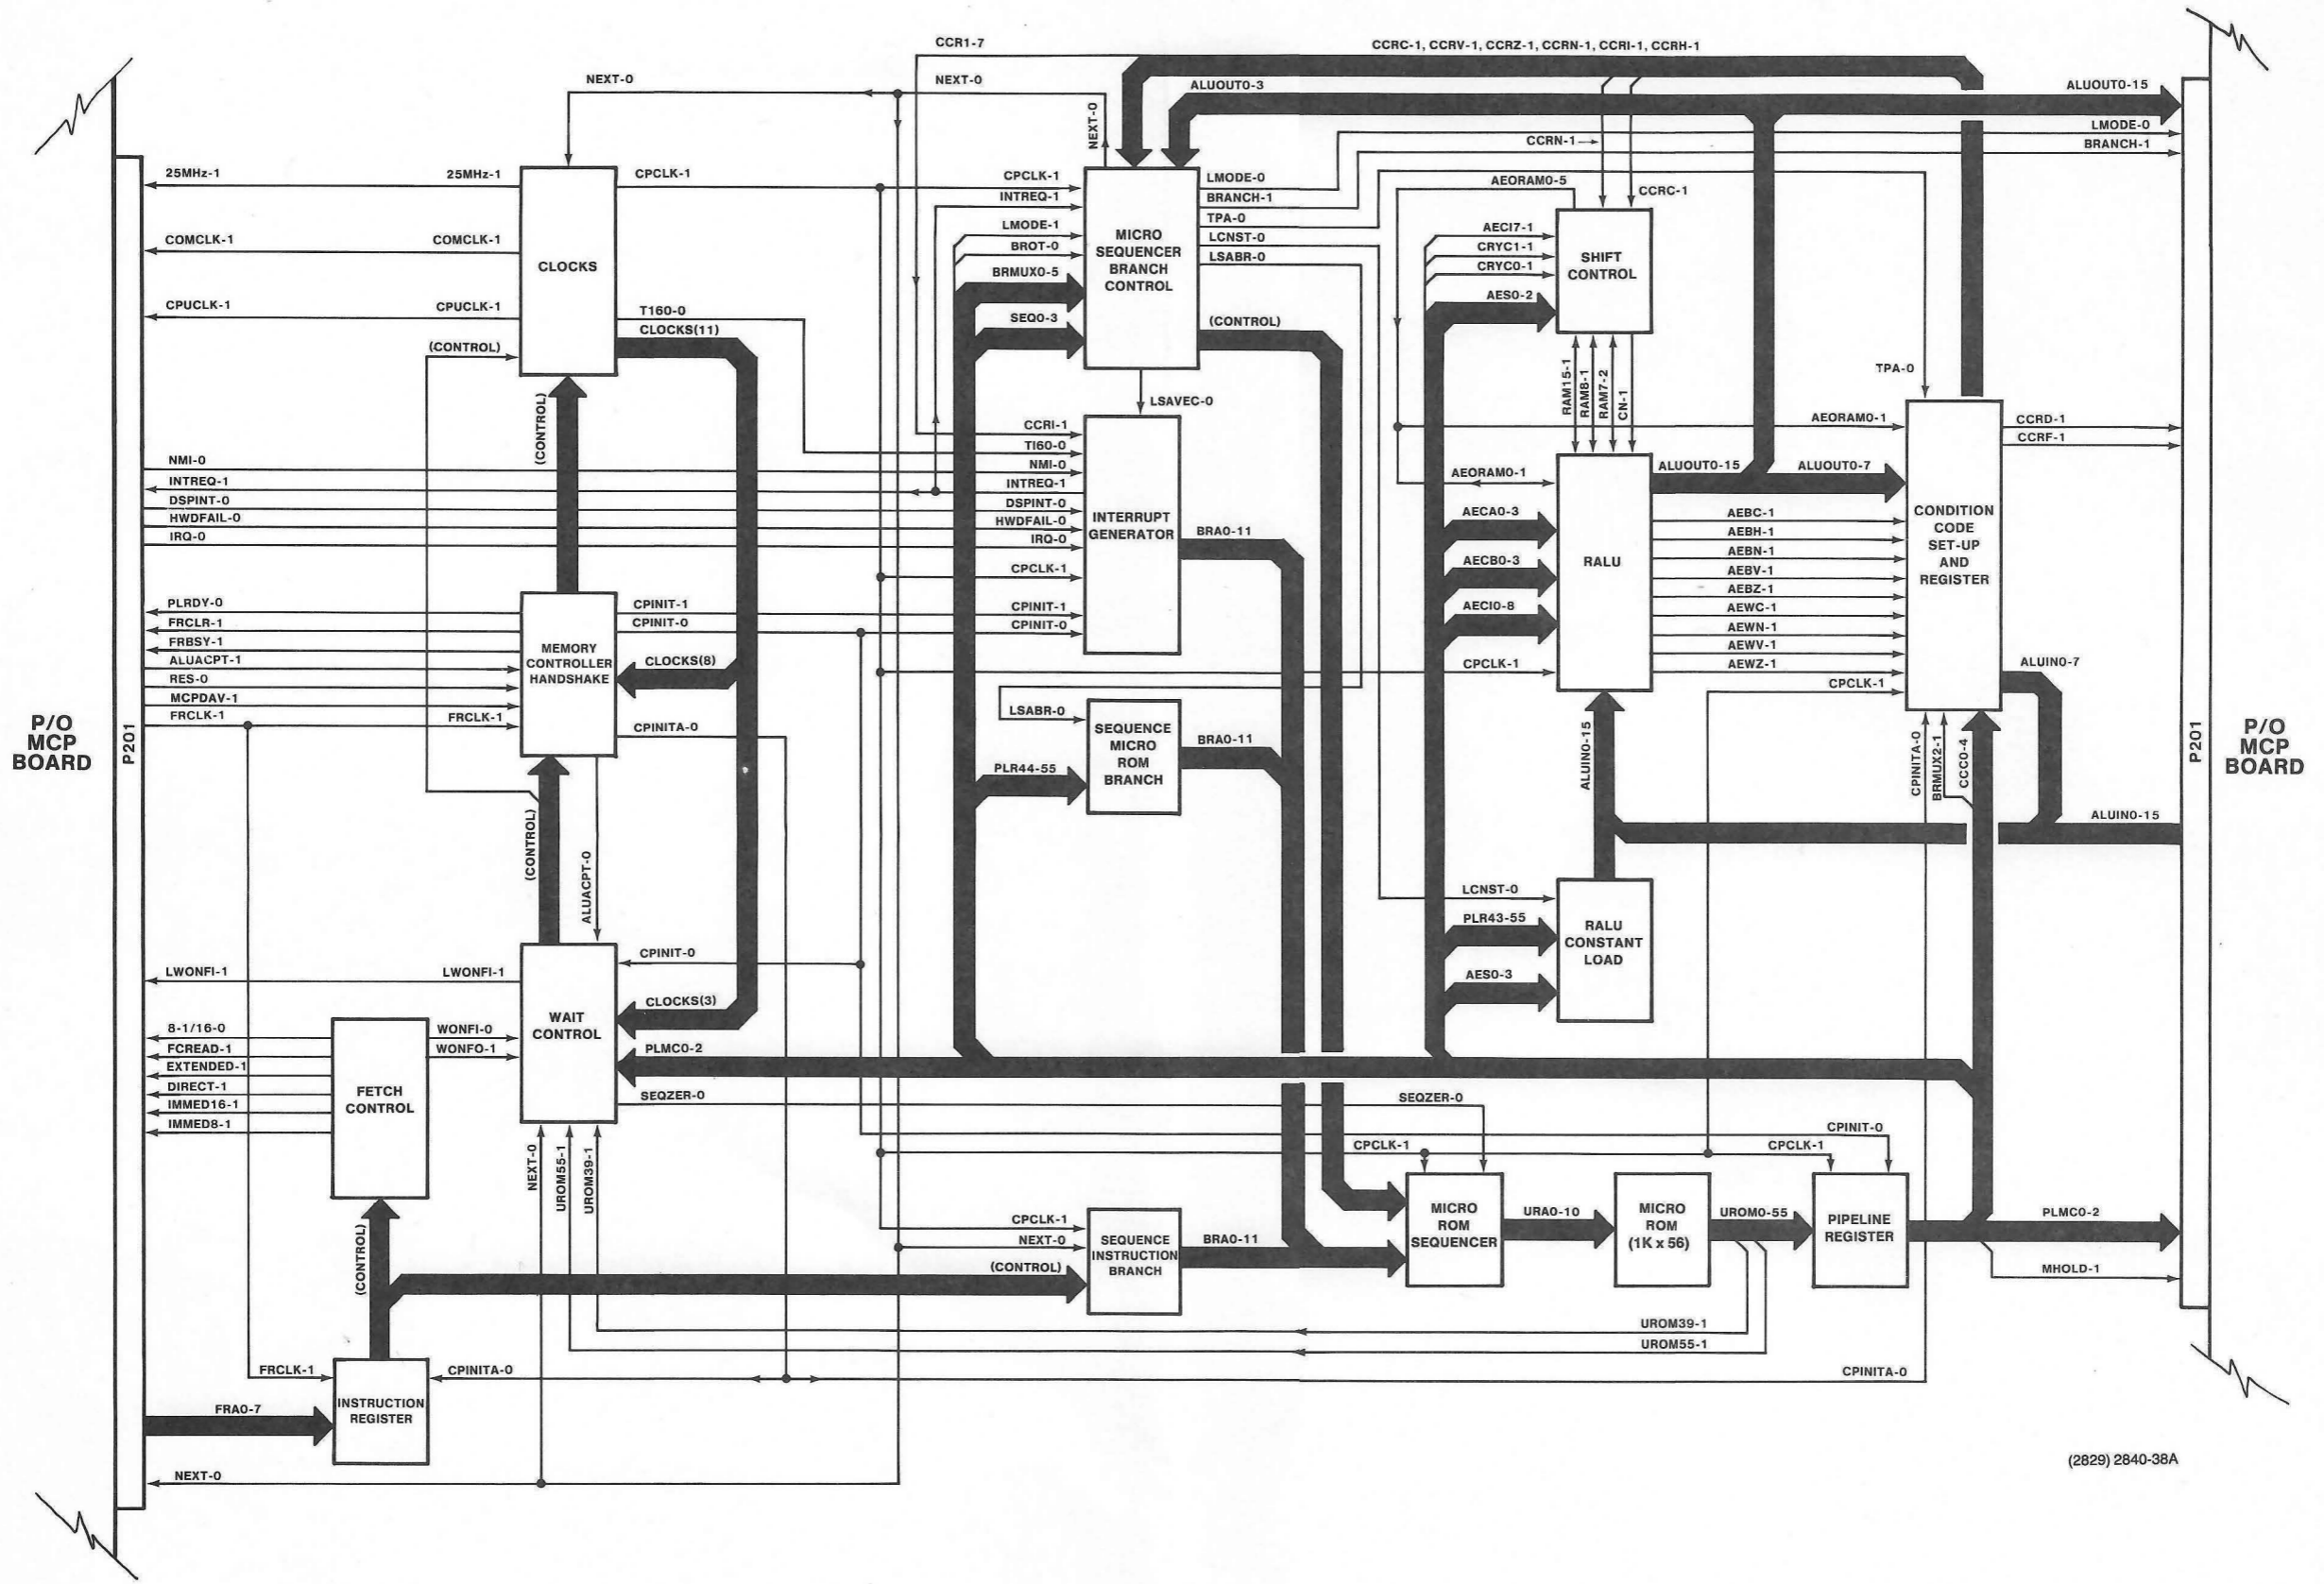 CCR1-7
CCRC-1, CCRV-1, CCRZ-1, CCRN-1, CCRI-1, CCRH-1
NEXT-0
NEXT-0
NEXT-0
ALUOUT0-3
ALUOUT0-15
LMODE-0
BRANCH-1
CCRN-1
25MHz-1
25MHz-1
CPCLK-1
CPCLK-1
LMODE-0
AEORAM0-5
CCRC-1
INTREQ-1
BRANCH-1
TPA-0
LMODE-1
LCNST-0
BROT-0
LSABR-0
BRMUX0-5
SEQ0-3
(CONTROL)
MICRO
SEQUENCER
BRANCH
CONTROL
AECI7-1
CRYC1-1
CRYC0-1
AES0-2
SHIFT
CONTROL
COMCLK-1
COMCLK-1
CLOCKS
CPUCLK-1
CPUCLK-1
T160-0
CLOCKS(11)
(CONTROL)
(CONTROL)
RAM15-1
RAM8-1
RAM7-2
CN-1
TPA-0
LSAVEC-0
CCRI-1
TI60-0
NMI-0
INTREQ-1
DSPINT-0
HWDFAIL-0
IRQ-0
CPCLK-1
CPINIT-1
CPINIT-0
INTERRUPT
GENERATOR
BRA0-11
NMI-0
INTREQ-1
DSPINT-0
HWDFAIL-0
IRQ-0
AEORAM0-1
AEORAM0-1
CCRD-1
CCRF-1
ALUOUT0-15
ALUOUT0-7
AECA0-3
AECB0-3
AECI0-8
CPCLK-1
RALU
AEBC-1
AEBH-1
AEBN-1
AEBV-1
AEBZ-1
AEWC-1
AEWN-1
AEWV-1
AEWZ-1
CPCLK-1
CONDITION
CODE
SET-UP
AND
REGISTER
ALUIN0-7
PLRDY-0
FRCLR-1
FRBSY-1
ALUACPT-1
RES-0
MCPDAV-1
FRCLK-1
FRCLK-1
MEMORY
CONTROLLER
HANDSHAKE
CPINIT-1
CPINIT-0
CLOCKS(8)
CPINITA-0
P/O
MCP
BOARD
P201
LSABR-0
SEQUENCE
MICRO
ROM
BRANCH
BRA0-11
PLR44-55
ALUIN0-15
CPINITA-0
BRMUX2-1
CCC0-4
P201
P/O
MCP
BOARD
ALUIN0-15
(CONTROL)
ALUACPT-0
LCNST-0
PLR43-55
AES0-3
RALU
CONSTANT
LOAD
LWONFI-1
LWONFI-1
CPINIT-0
CLOCKS(3)
PLMC0-2
SEQZER-0
WAIT
CONTROL
WONFI-0
WONFO-1
8-1/16-0
FCREAD-1
EXTENDED-1
DIRECT-1
IMMED16-1
IMMED8-1
FETCH
CONTROL
SEQZER-0
CPCLK-1
CPCLK-1
CPINIT-0
NEXT-0
UROM55-1
UROM39-1
(CONTROL)
CPCLK-1
NEXT-0
(CONTROL)
SEQUENCE
INSTRUCTION
BRANCH
BRA0-11
MICRO
ROM
SEQUENCER
URA0-10
MICRO
ROM
(1K x 56)
UROM0-55
PIPELINE
REGISTER
PLMC0-2
MHOLD-1
UROM39-1
UROM55-1
FRCLK-1
CPINITA-0
CPINITA-0
FRA0-7
INSTRUCTION
REGISTER
NEXT-0
(2829) 2840-38A